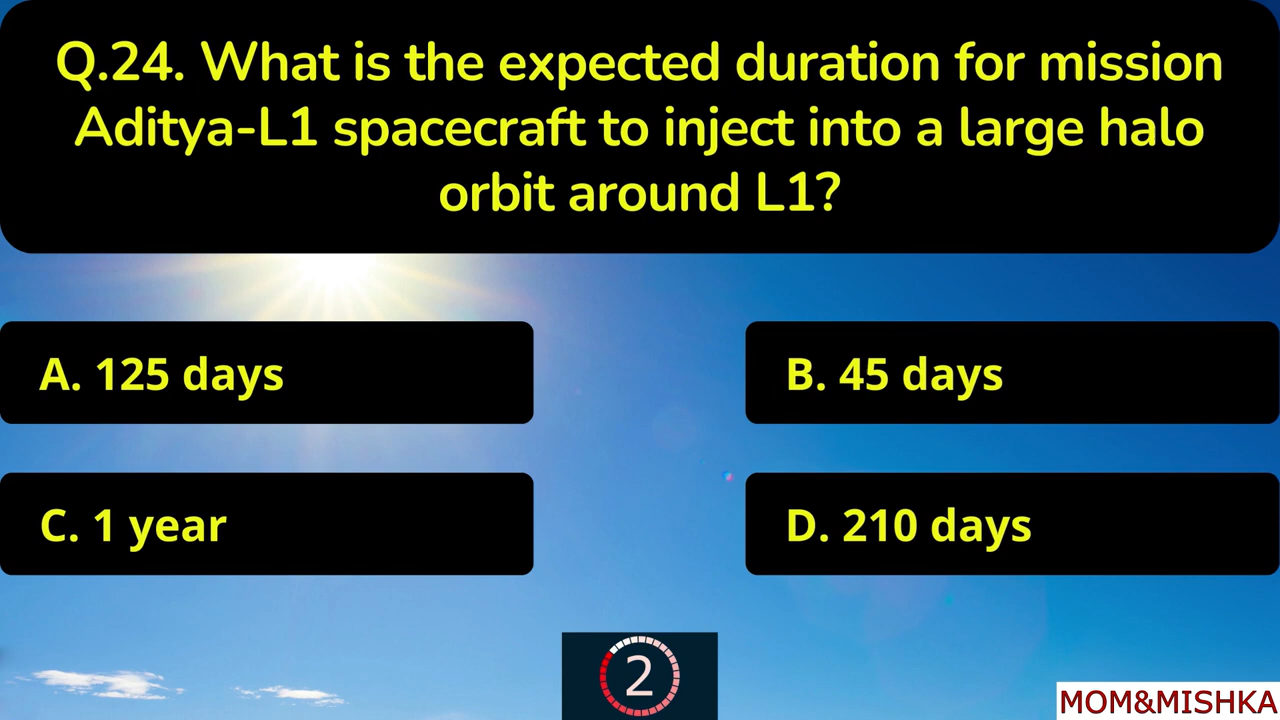 Q.24. What is the expected duration for mission
Aditya-L1 spacecraft to inject into a large halo
orbit around L1?
A. 125 days
B. 45 days
C. 1 year
D. 210 days
2
MOM&MISHKA